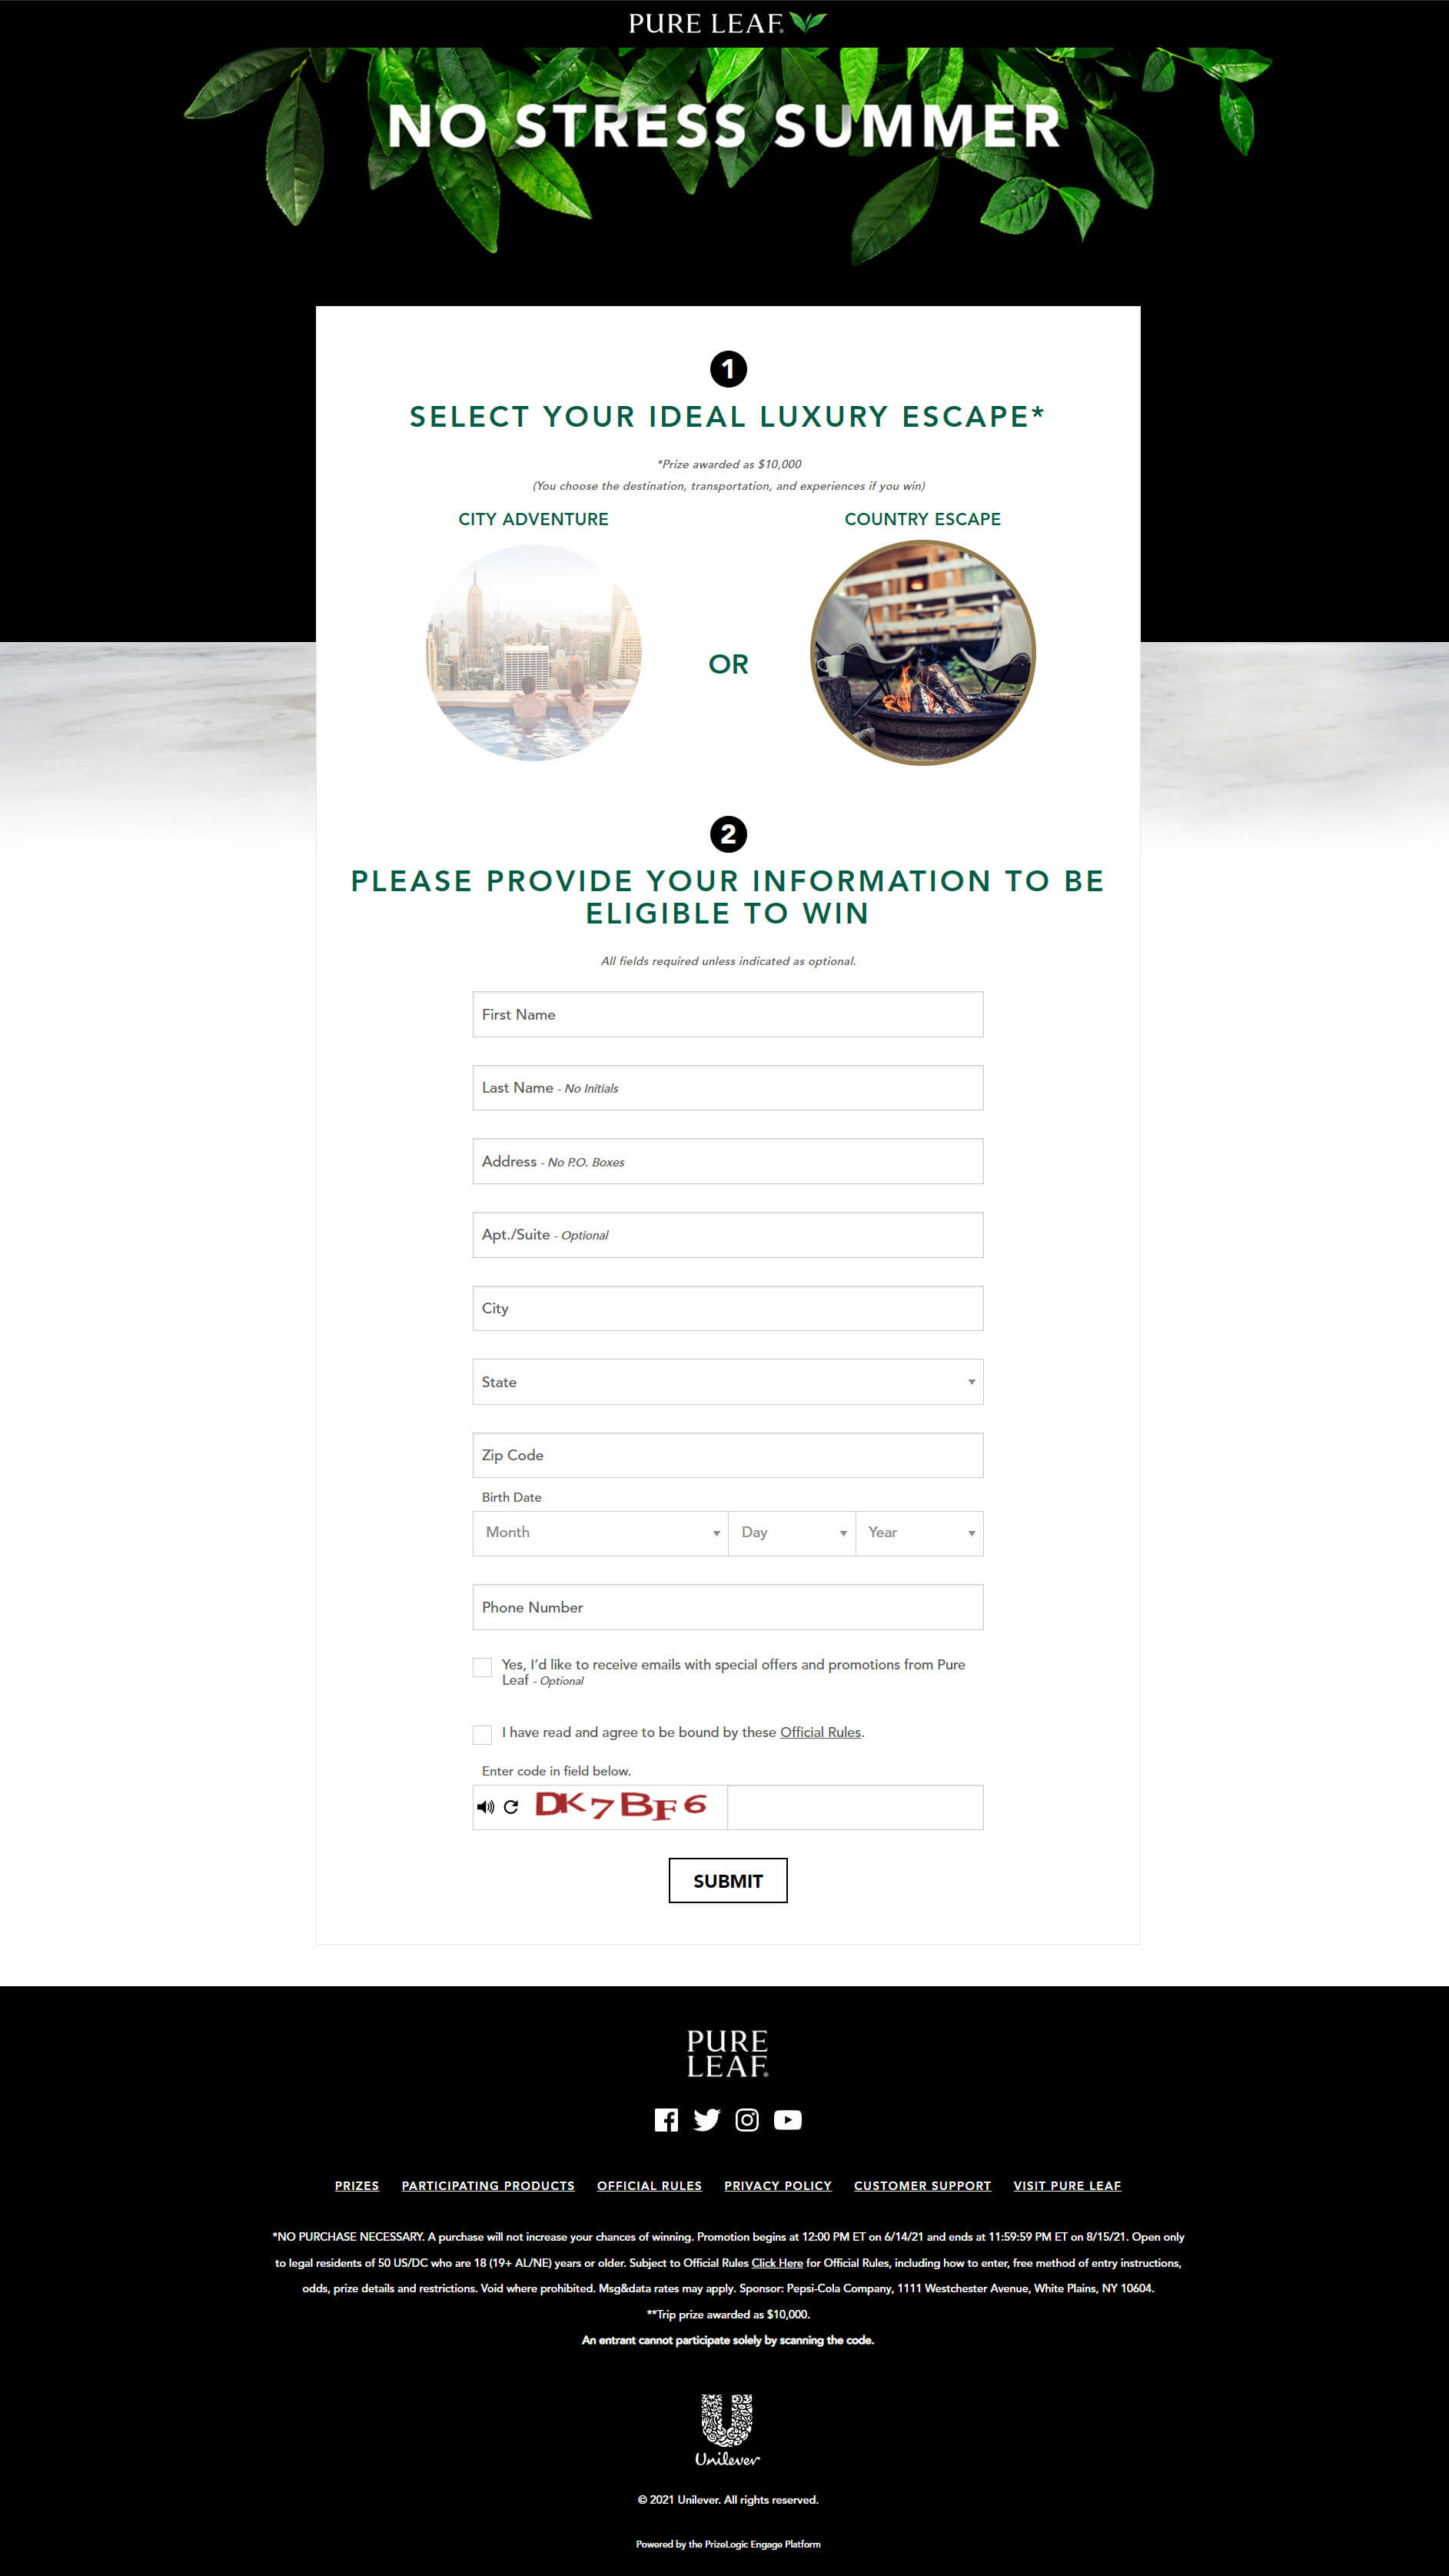 PURE LEAF®
NO STRESS SUMMER
1
SELECT YOUR IDEAL LUXURY ESCAPE*
*Prize awarded as $10,000
(You choose the destination, transportation, and experiences if you win)
CITY ADVENTURE
OR
COUNTRY ESCAPE
2
PLEASE PROVIDE YOUR INFORMATION TO BE
ELIGIBLE TO WIN
All fields required unless indicated as optional.
First Name
Last Name - No Initials
Address - No P.O. Boxes
Apt./Suite - Optional
City
State
Zip Code
Birth Date
Month Day Year
Phone Number
Yes, I'd like to receive emails with special offers and promotions from Pure
Leaf - Optional
I have read and agree to be bound by these Official Rules.
Enter code in field below.
DK7BF6
SUBMIT
PURE
LEAF®
PRIZES PARTICIPATING PRODUCTS OFFICIAL RULES PRIVACY POLICY CUSTOMER SUPPORT VISIT PURE LEAF
*NO PURCHASE NECESSARY. A purchase will not increase your chances of winning. Promotion begins at 12:00 PM ET on 6/14/21 and ends at 11:59:59 PM ET on 8/15/21. Open only
to legal residents of 50 US/DC who are 18 (19+ AL/NE) years or older. Subject to Official Rules Click Here for Official Rules, including how to enter, free method of entry instructions,
odds, prize details and restrictions. Void where prohibited. Msg&data rates may apply. Sponsor: Pepsi-Cola Company, 1111 Westchester Avenue, White Plains, NY 10604.
**Trip prize awarded as $10,000.
An entrant cannot participate solely by scanning the code.
Unilever
© 2021 Unilever. All rights reserved.
Powered by the PrizeLogic Engage Platform